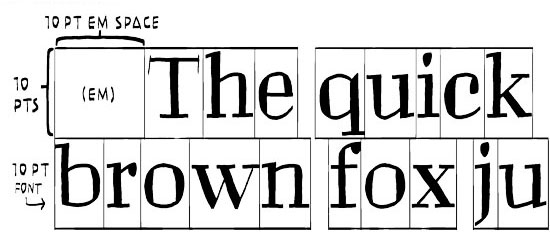 10 PT EM SPACE
10 PTS
(EM)
The quick
10 PT FONT
brown fox ju